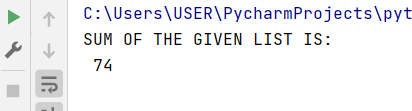 C:\Users\USER\PycharmProjects\pyt
SUM OF THE GIVEN LIST IS:
74